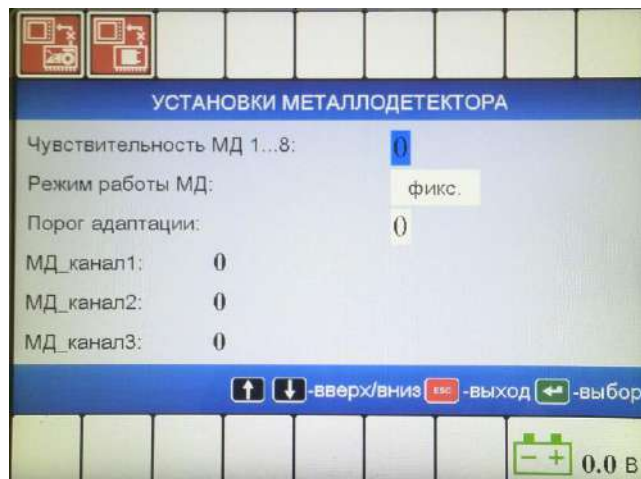 УСТАНОВКИ МЕТАЛЛОДЕТЕКТОРА
Чувствительность МД 1...8: 0
Режим работы МД: фикс.
Порог адаптации: 0
МД_канал1: 0
МД_канал2: 0
МД_канал3: 0
-вверх/вниз ESC -выход -выбор
- + 0.0 В